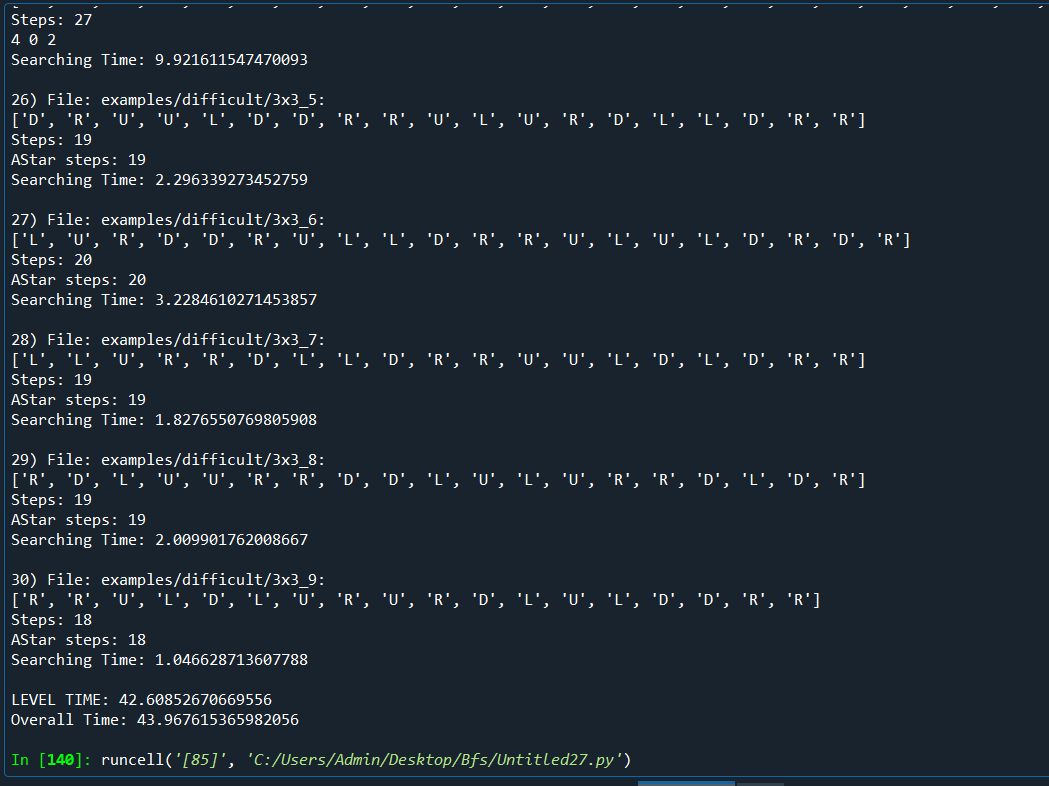 Steps: 27
4 0 2
Searching Time: 9.921611547470093
26) File: examples/difficult/3x3_5:
['D', 'R', 'U', 'U', 'L', 'D', 'D', 'R', 'R', 'U', 'L', 'U', 'R', 'D', 'L', 'L', 'D', 'R', 'R']
Steps: 19
AStar steps: 19
Searching Time: 2.296339273452759
27) File: examples/difficult/3x3_6:
['L', 'U', 'R', 'D', 'D', 'R', 'U', 'L', 'L', 'D', 'R', 'R', 'U', 'L', 'U', 'L', 'D', 'R', 'D', 'R']
Steps: 20
AStar steps: 20
Searching Time: 3.2284610271453857
28) File: examples/difficult/3x3_7:
['L', 'L', 'U', 'R', 'R', 'D', 'L', 'L', 'D', 'R', 'R', 'U', 'U', 'L', 'D', 'L', 'D', 'R', 'R']
Steps: 19
AStar steps: 19
Searching Time: 1.8276550769805908
29) File: examples/difficult/3x3_8:
['R', 'D', 'L', 'U', 'U', 'R', 'R', 'D', 'D', 'L', 'U', 'L', 'U', 'R', 'R', 'D', 'L', 'D', 'R']
Steps: 19
AStar steps: 19
Searching Time: 2.009901762008667
30) File: examples/difficult/3x3_9:
['R', 'R', 'U', 'L', 'D', 'L', 'U', 'R', 'U', 'R', 'D', 'L', 'U', 'L', 'D', 'D', 'R', 'R']
Steps: 18
AStar steps: 18
Searching Time: 1.046628713607788
LEVEL TIME: 42.60852670669556
Overall Time: 43.967615365982056
In [140]: runcell('[85]', 'C:/Users/Admin/Desktop/Bfs/Untitled27.py')